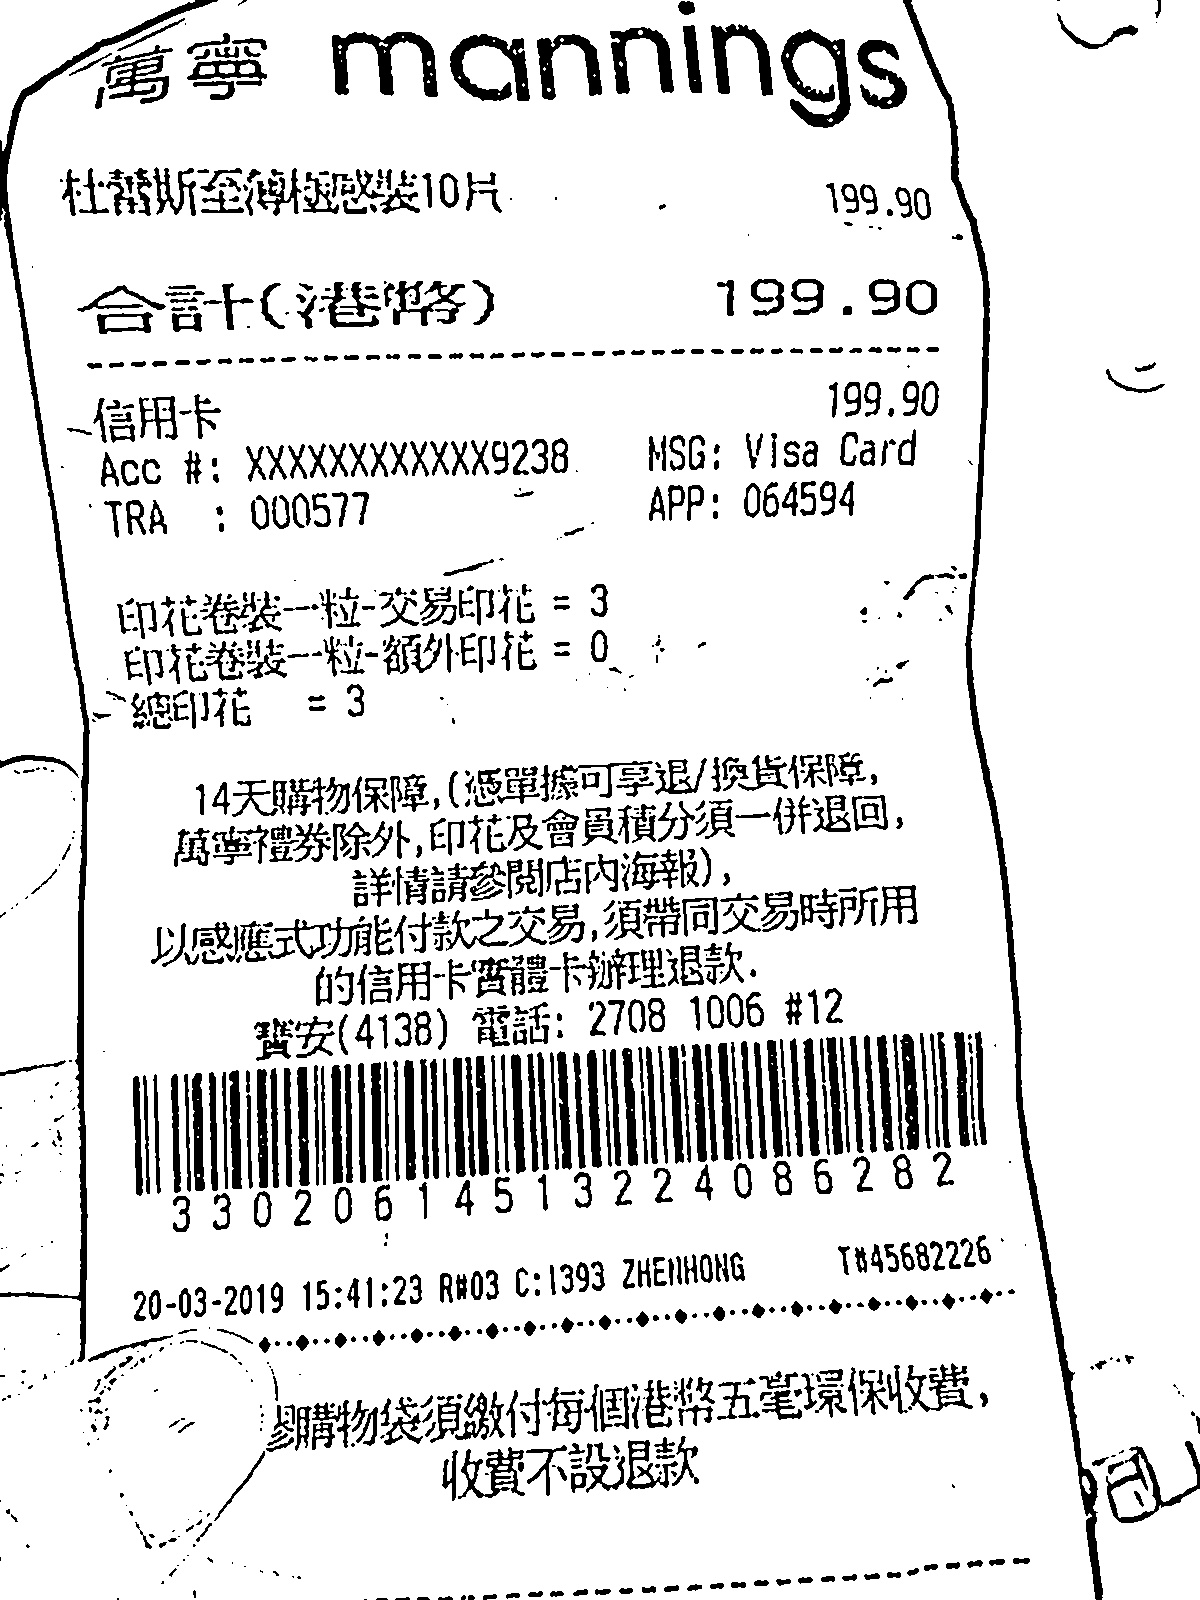 萬寧 mannings
杜蕾斯至薄極感裝10片 199.90
合計(港幣) 199.90
信用卡 199.90
Acc #: XXXXXXXXXXXX9238 MSG: Visa Card
TRA : 000577 APP: 064594
印花卷裝一粒-交易印花 = 3
印花卷裝一粒-額外印花 = 0
總印花 = 3
14天購物保障,(憑單據可享退/換貨保障,
萬寧禮券除外,印花及會員積分須一併退回,
詳情請參閱店內海報),
以感應式功能付款之交易,須帶同交易時所用
的信用卡實體卡辦理退款.
寶安(4138) 電話: 2708 1006 #12
33020614513224086282
20-03-2019 15:41:23 R#03 C:1393 ZHENHONG T#45682226
膠購物袋須繳付每個港幣五毫環保收費,
收費不設退款